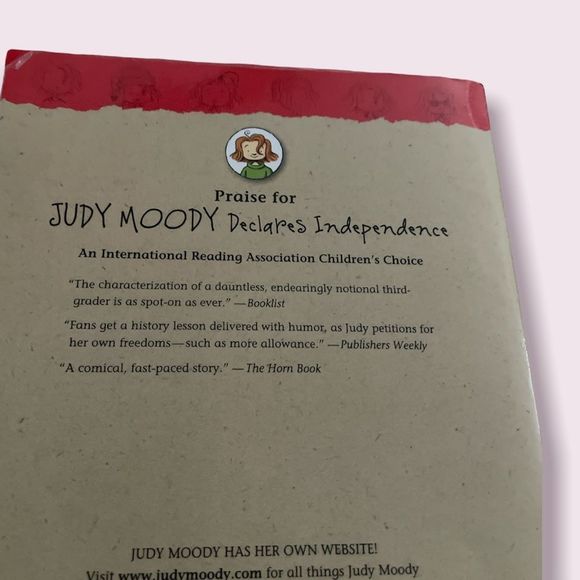 Praise for
JUDY MOODY Declares Independence
An International Reading Association Children's Choice
"The characterization of a dauntless, endearingly notional third-
grader is as spot-on as ever." —Booklist
"Fans get a history lesson delivered with humor, as Judy petitions for
her own freedoms—such as more allowance." —Publishers Weekly
"A comical, fast-paced story." —The Horn Book
JUDY MOODY HAS HER OWN WEBSITE!
Visit www.judymoody.com for all things Judy Moody